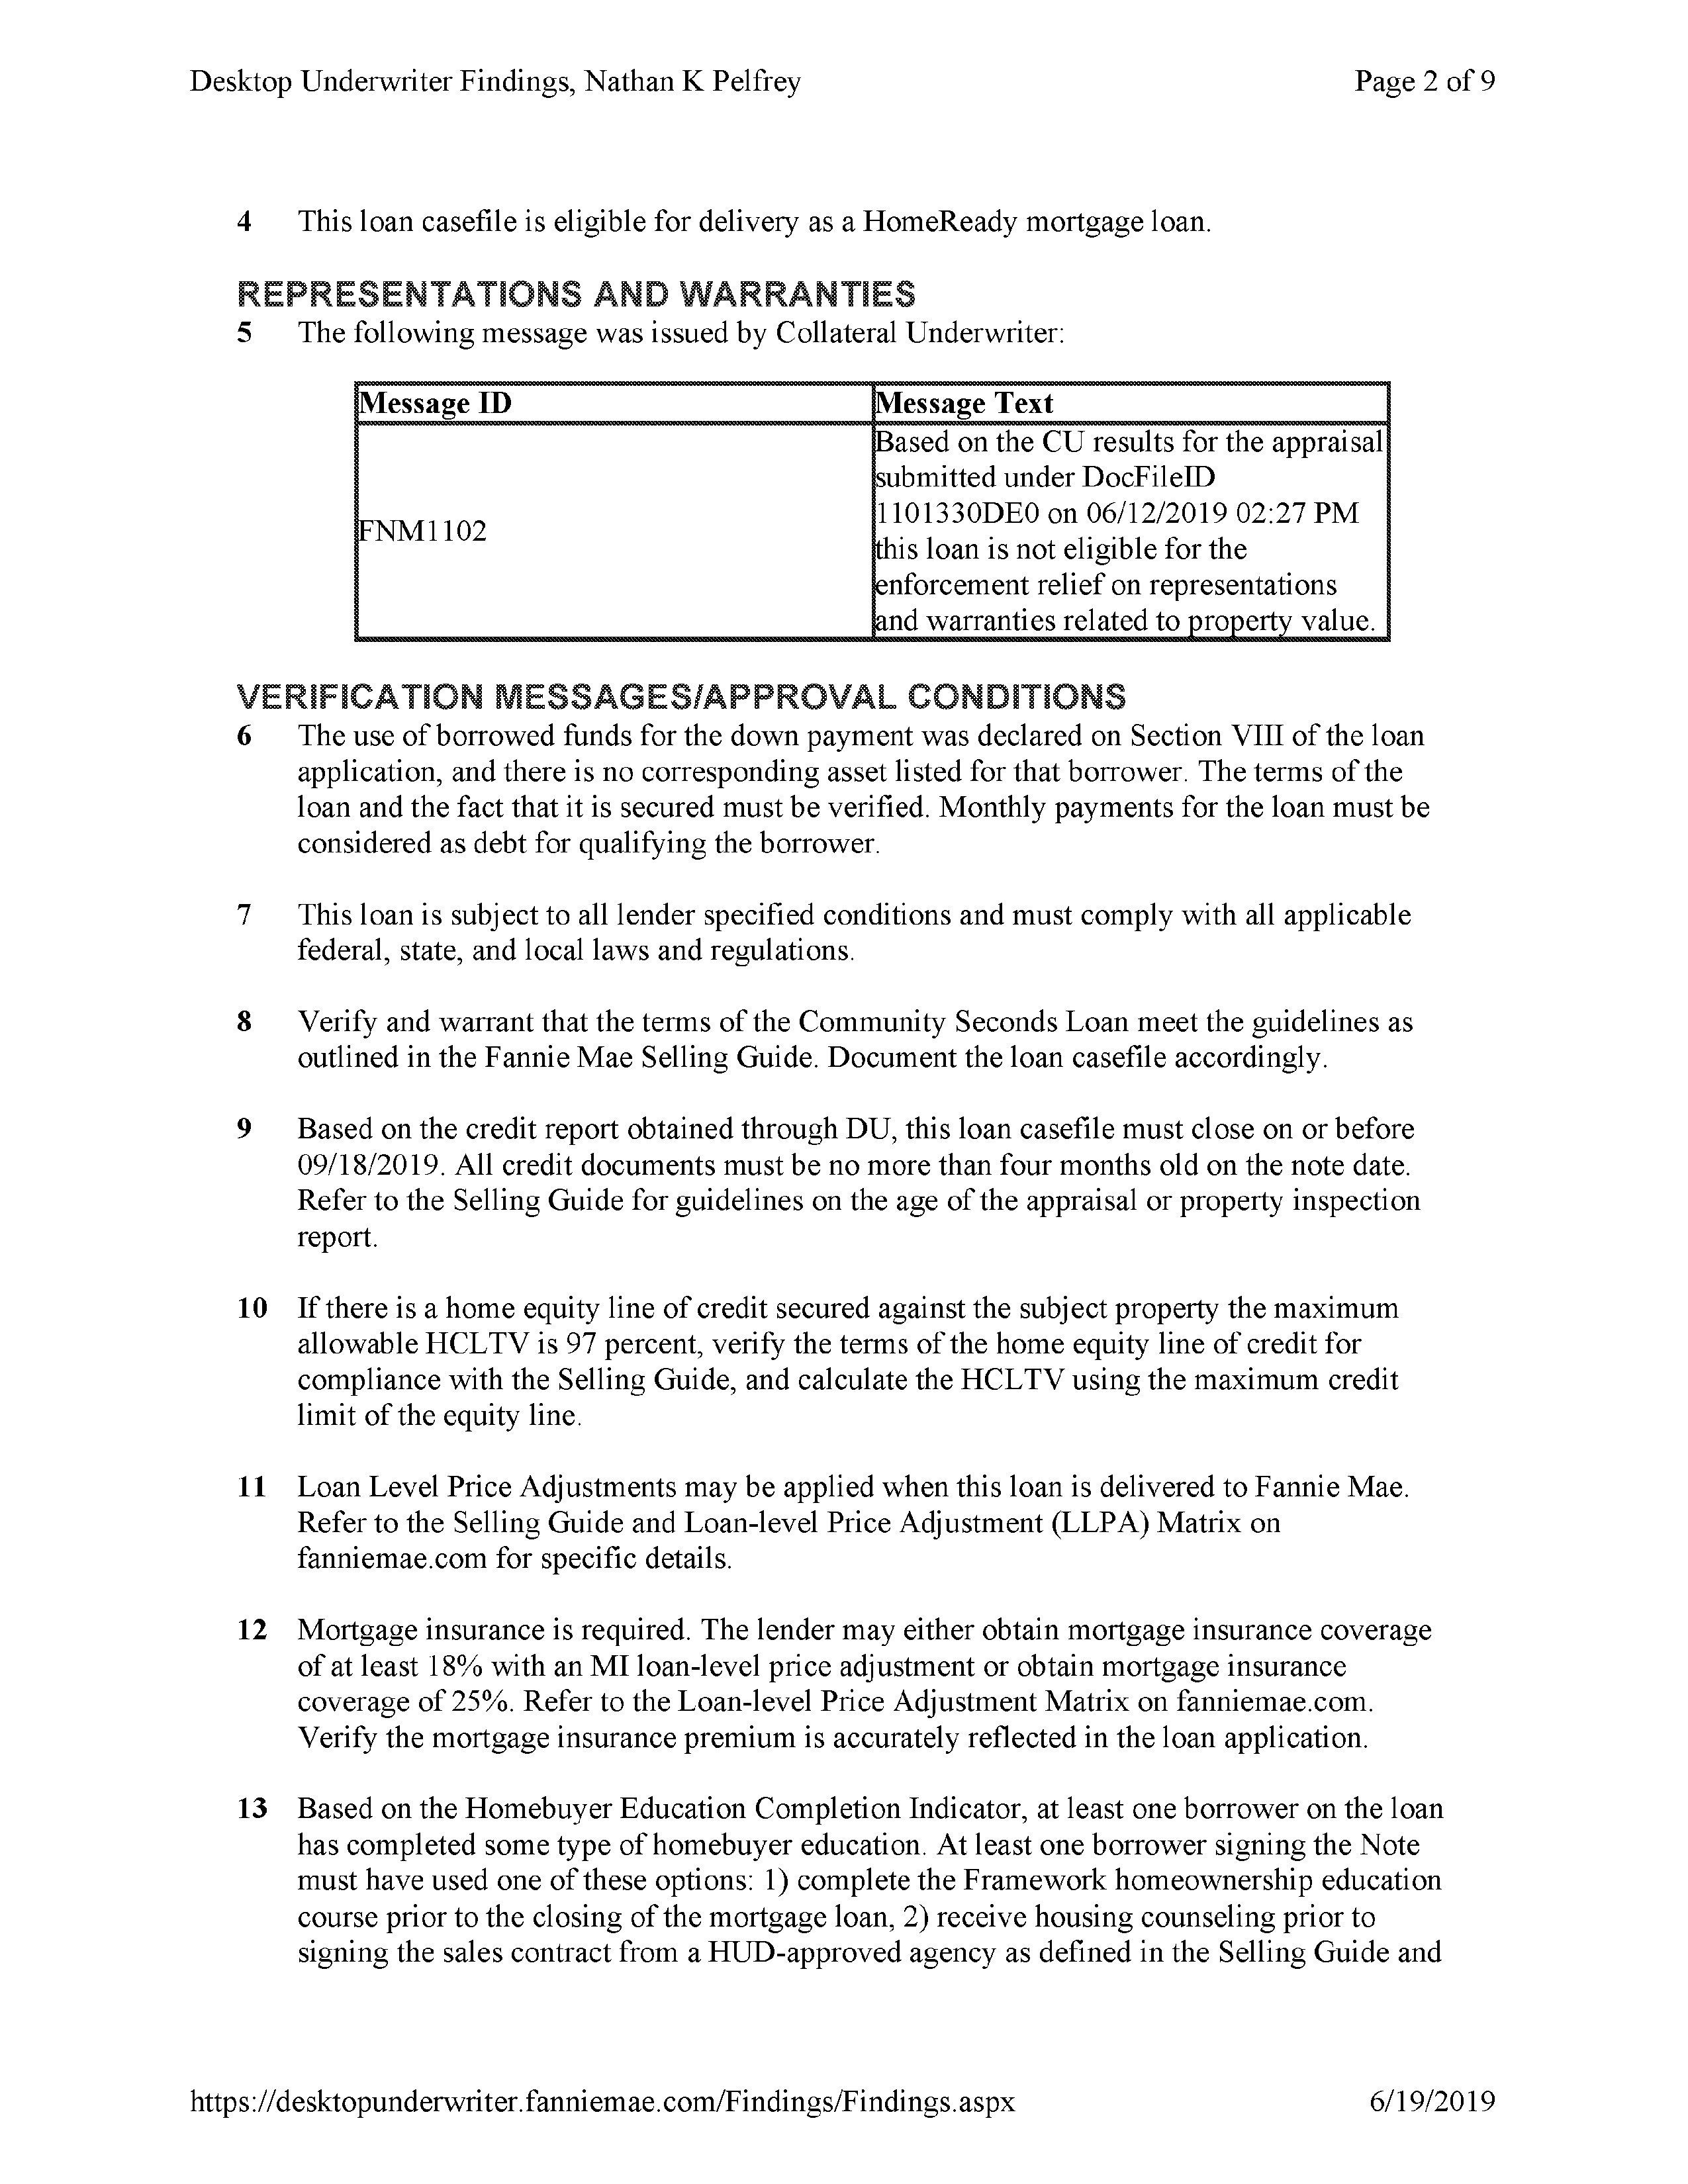 Desktop Underwriter Findings, Nathan K Pelfrey Page 2 of 9
4 This loan casefile is eligible for delivery as a HomeReady mortgage loan.
REPRESENTATIONS AND WARRANTIES
5 The following message was issued by Collateral Underwriter:
Message ID Message Text
Based on the CU results for the appraisal
submitted under DocFileID
1101330DE0 on 06/12/2019 02:27 PM
FNM1102
this loan is not eligible for the
enforcement relief on representations
and warranties related to property value.
VERIFICATION MESSAGES/APPROVAL CONDITIONS
6 The use of borrowed funds for the down payment was declared on Section VIII of the loan
application, and there is no corresponding asset listed for that borrower. The terms of the
loan and the fact that it is secured must be verified. Monthly payments for the loan must be
considered as debt for qualifying the borrower.
7 This loan is subject to all lender specified conditions and must comply with all applicable
federal, state, and local laws and regulations.
8 Verify and warrant that the terms of the Community Seconds Loan meet the guidelines as
outlined in the Fannie Mae Selling Guide. Document the loan casefile accordingly.
9 Based on the credit report obtained through DU, this loan casefile must close on or before
09/18/2019. All credit documents must be no more than four months old on the note date.
Refer to the Selling Guide for guidelines on the age of the appraisal or property inspection
report.
10 If there is a home equity line of credit secured against the subject property the maximum
allowable HCLTV is 97 percent, verify the terms of the home equity line of credit for
compliance with the Selling Guide, and calculate the HCLTV using the maximum credit
limit of the equity line.
11 Loan Level Price Adjustments may be applied when this loan is delivered to Fannie Mae.
Refer to the Selling Guide and Loan-level Price Adjustment (LLPA) Matrix on
fanniemae.com for specific details.
12 Mortgage insurance is required. The lender may either obtain mortgage insurance coverage
of at least 18% with an MI loan-level price adjustment or obtain mortgage insurance
coverage of 25%. Refer to the Loan-level Price Adjustment Matrix on fanniemae.com.
Verify the mortgage insurance premium is accurately reflected in the loan application.
13 Based on the Homebuyer Education Completion Indicator, at least one borrower on the loan
has completed some type of homebuyer education. At least one borrower signing the Note
must have used one of these options: 1) complete the Framework homeownership education
course prior to the closing of the mortgage loan, 2) receive housing counseling prior to
signing the sales contract from a HUD-approved agency as defined in the Selling Guide and
https://desktopunderwriter.fanniemae.com/Findings/Findings.aspx 6/19/2019